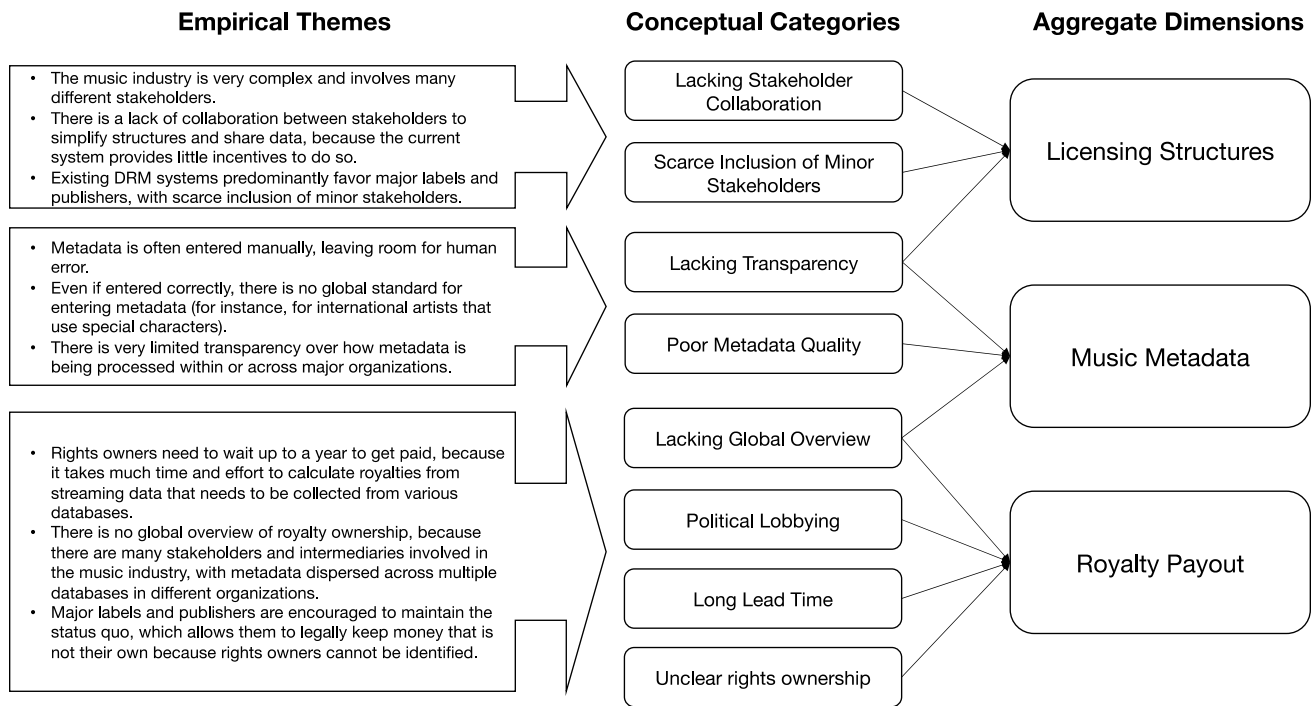 Empirical Themes
Conceptual Categories
Aggregate Dimensions
• The music industry is very complex and involves many
different stakeholders.
• There is a lack of collaboration between stakeholders to
simplify structures and share data, because the current
system provides little incentives to do so.
• Existing DRM systems predominantly favor major labels and
publishers, with scarce inclusion of minor stakeholders.
• Metadata is often entered manually, leaving room for human
error.
• Even if entered correctly, there is no global standard for
entering metadata (for instance, for international artists that
use special characters).
• There is very limited transparency over how metadata is
being processed within or across major organizations.
• Rights owners need to wait up to a year to get paid, because
it takes much time and effort to calculate royalties from
streaming data that needs to be collected from various
databases.
• There is no global overview of royalty ownership, because
there are many stakeholders and intermediaries involved in
the music industry, with metadata dispersed across multiple
databases in different organizations.
• Major labels and publishers are encouraged to maintain the
status quo, which allows them to legally keep money that is
not their own because rights owners cannot be identified.
Lacking Stakeholder
Collaboration
Scarce Inclusion of Minor
Stakeholders
Lacking Transparency
Poor Metadata Quality
Lacking Global Overview
Political Lobbying
Long Lead Time
Unclear rights ownership
Licensing Structures
Music Metadata
Royalty Payout